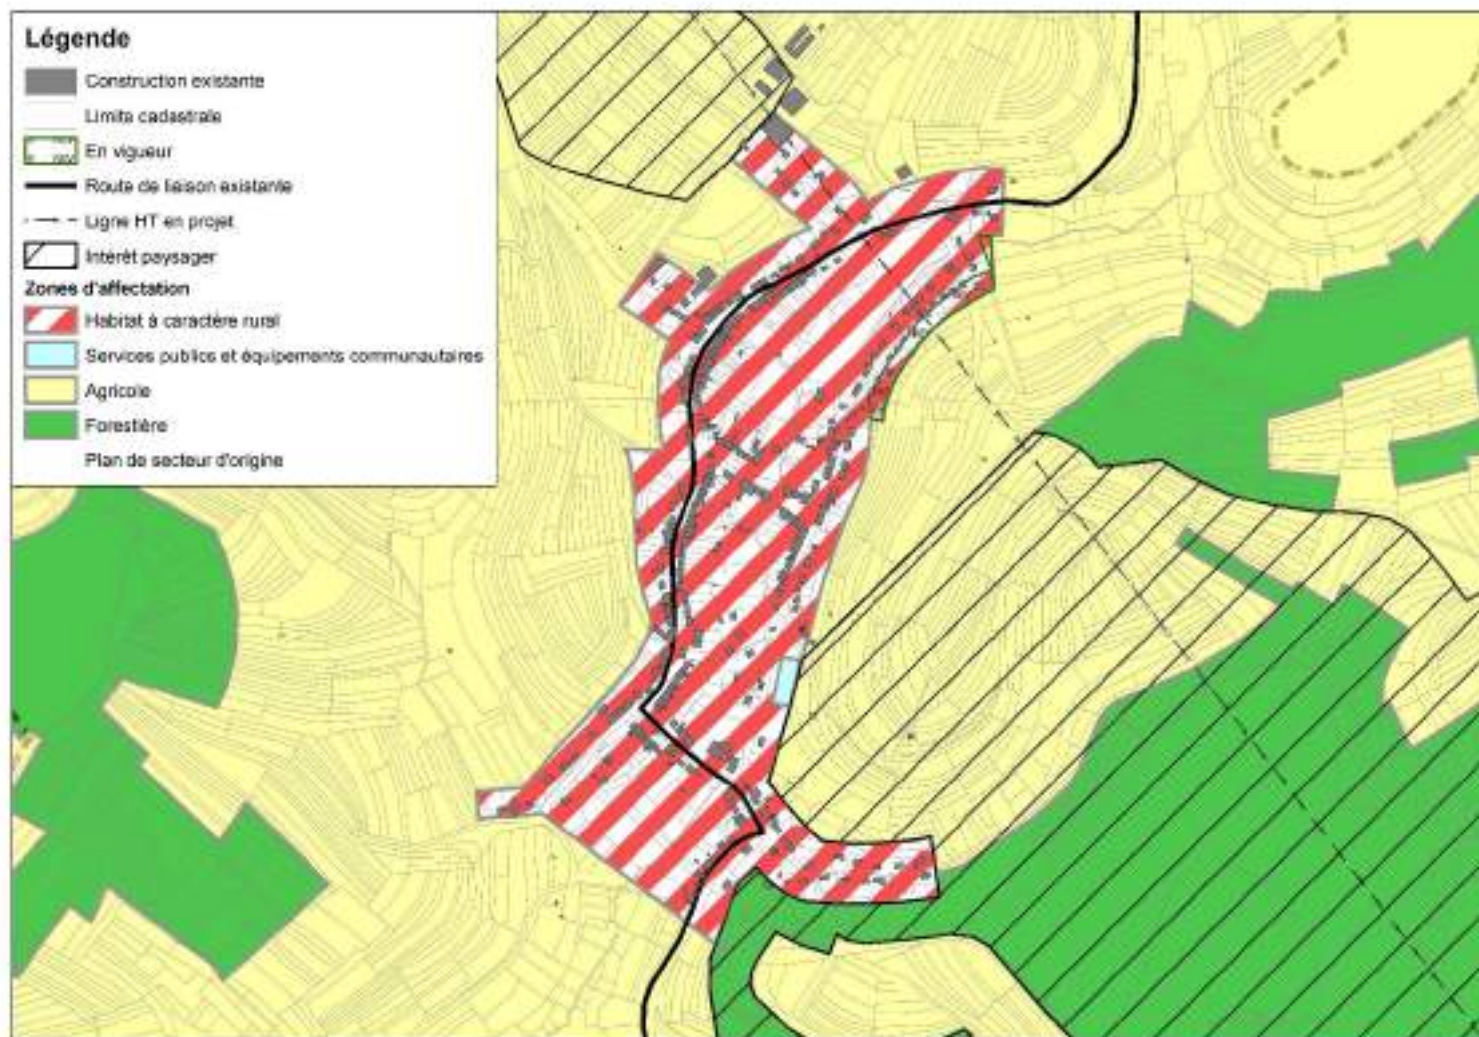 Légende
Construction existante
Limite cadastrale
En vigueur
Route de liaison existante
Ligne HT en projet
Intérêt paysager
Zones d'affectation
Habitat à caractère rural
Services publics et équipements communautaires
Agricole
Forestière
Plan de secteur d'origine